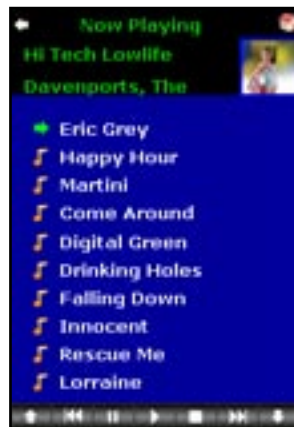 Now Playing
Hi Tech Lowlife
Davenports, The
Eric Grey
Happy Hour
Martini
Come Around
Digital Green
Drinking Holes
Falling Down
Innocent
Rescue Me
Lorraine